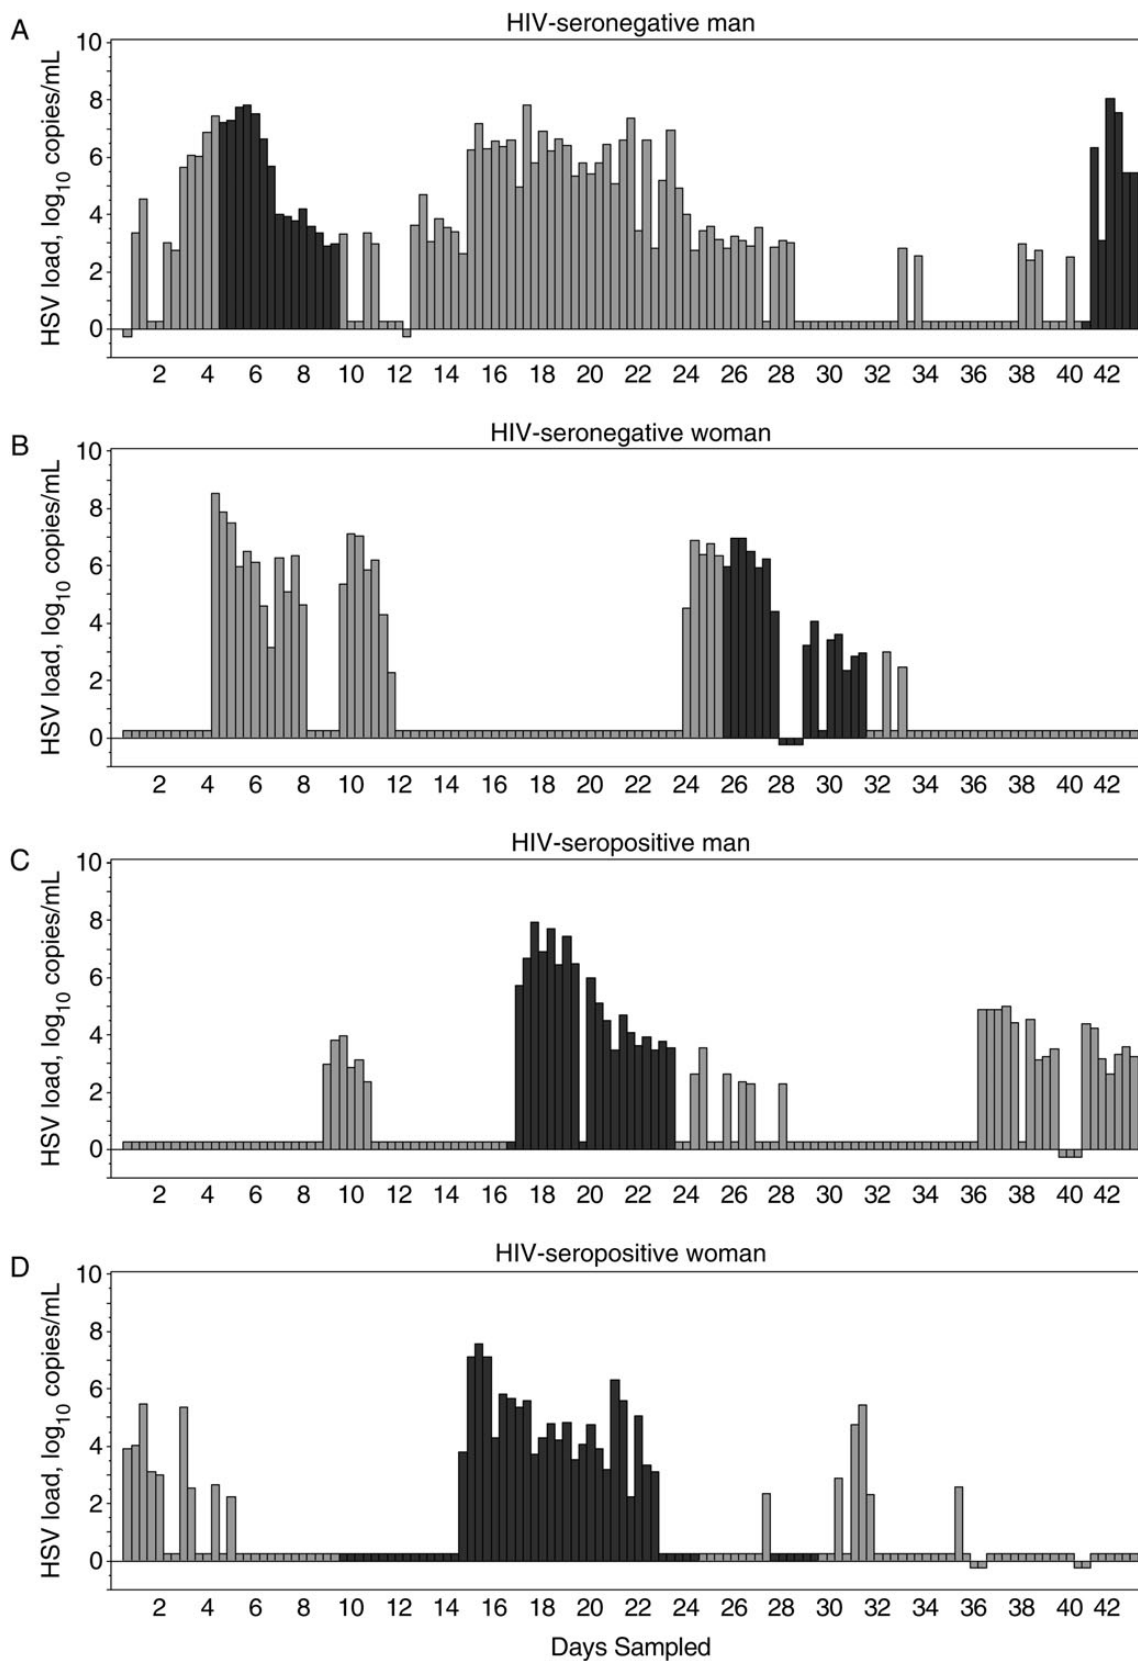 A
HIV-seronegative man
HSV load, log10 copies/mL
10
8
6
4
2
0
2 4 6 8 10 12 14 16 18 20 22 24 26 28 30 32 34 36 38 40 42
B
HIV-seronegative woman
HSV load, log10 copies/mL
10
8
6
4
2
0
2 4 6 8 10 12 14 16 18 20 22 24 26 28 30 32 34 36 38 40 42
C
HIV-seropositive man
HSV load, log10 copies/mL
10
8
6
4
2
0
2 4 6 8 10 12 14 16 18 20 22 24 26 28 30 32 34 36 38 40 42
D
HIV-seropositive woman
HSV load, log10 copies/mL
10
8
6
4
2
0
2 4 6 8 10 12 14 16 18 20 22 24 26 28 30 32 34 36 38 40 42
Days Sampled